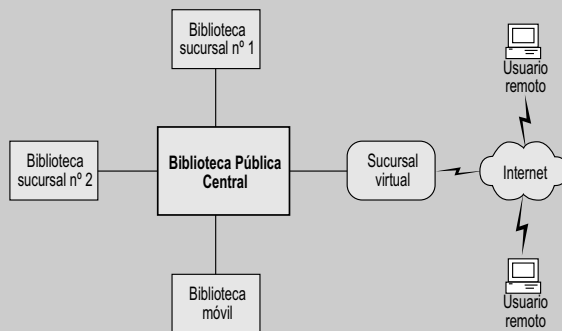 Biblioteca
sucursal nº 1
Usuario
remoto
Biblioteca
sucursal nº 2
Biblioteca Pública
Central
Sucursal
virtual
Internet
Biblioteca
móvil
Usuario
remoto